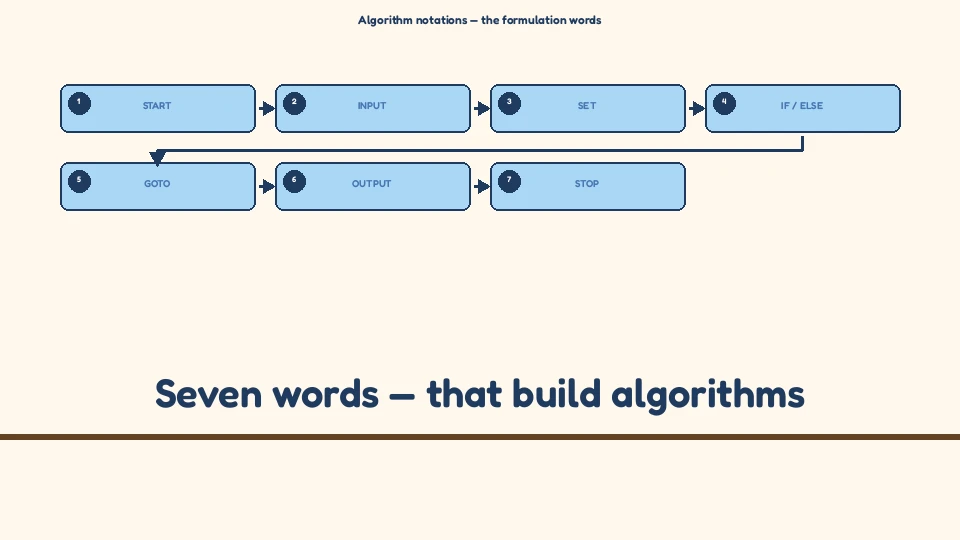 Algorithm notations – the formulation words
1 START
2 INPUT
3 SET
4 IF / ELSE
5 GOTO
6 OUTPUT
7 STOP
Seven words – that build algorithms